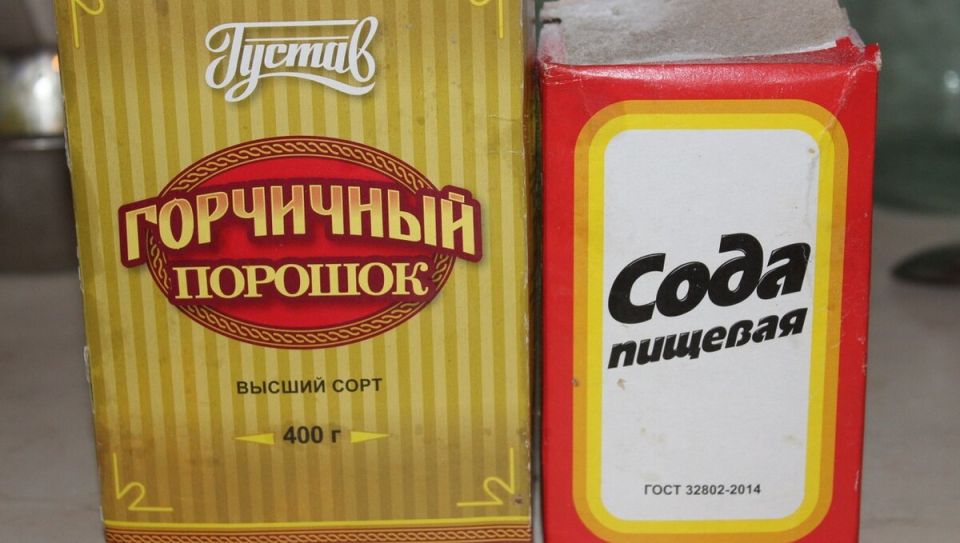 Густав
ГОРЧИЧНЫЙ
ПОРОШОК
ВЫСШИЙ СОРТ
400 г
Сода
пищевая
ГОСТ 32802-2014